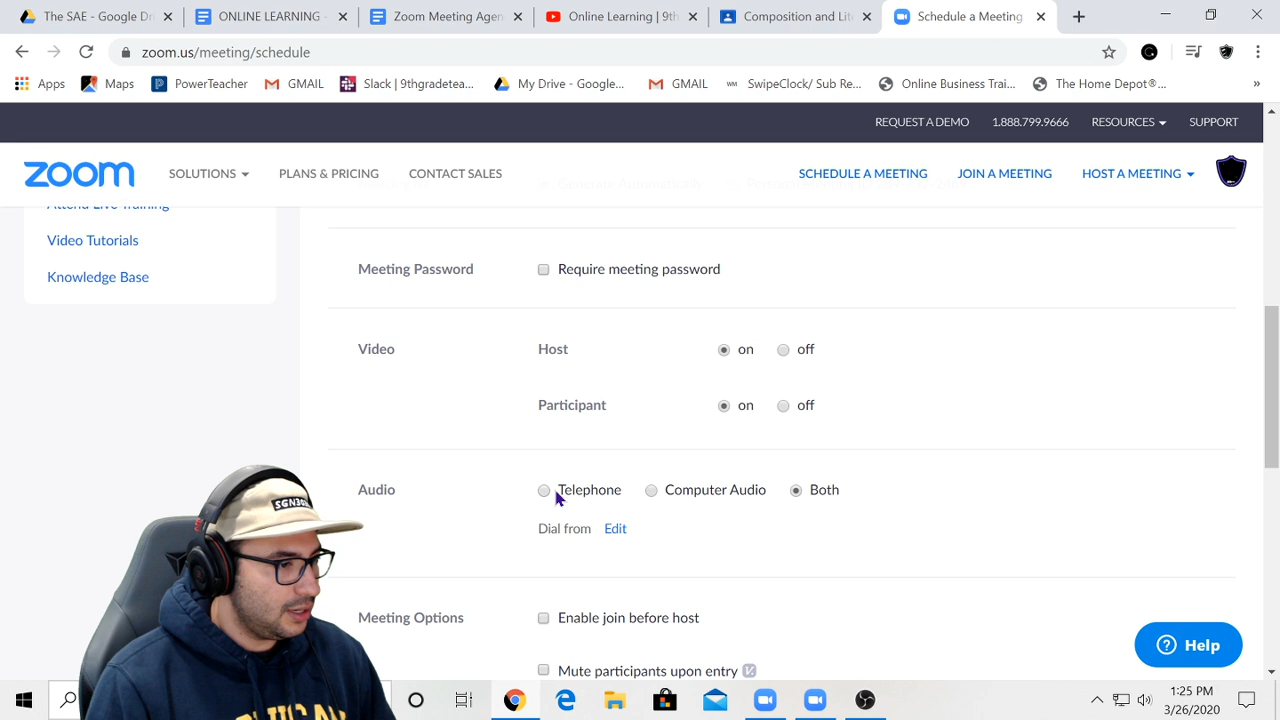 The SAE - Google Dri
ONLINE LEARNING -
Zoom Meeting Agen
Online Learning | 9th
Composition and Lite
Schedule a Meeting
zoom.us/meeting/schedule
Apps
Maps
PowerTeacher
GMAIL
Slack | 9thgradetea...
My Drive - Google...
GMAIL
SwipeClock/ Sub Re...
Online Business Trai...
The Home Depot®...
»
REQUEST A DEMO
1.888.799.9666
RESOURCES
SUPPORT
zoom
SOLUTIONS
PLANS & PRICING
CONTACT SALES
SCHEDULE A MEETING
JOIN A MEETING
HOST A MEETING
Attend Live Training
Video Tutorials
Knowledge Base
Meeting Password
Require meeting password
Video
Host
on
off
Participant
on
off
Audio
Telephone
Computer Audio
Both
Dial from
Edit
Meeting Options
Enable join before host
Mute participants upon entry
Help
1:25 PM
3/26/2020